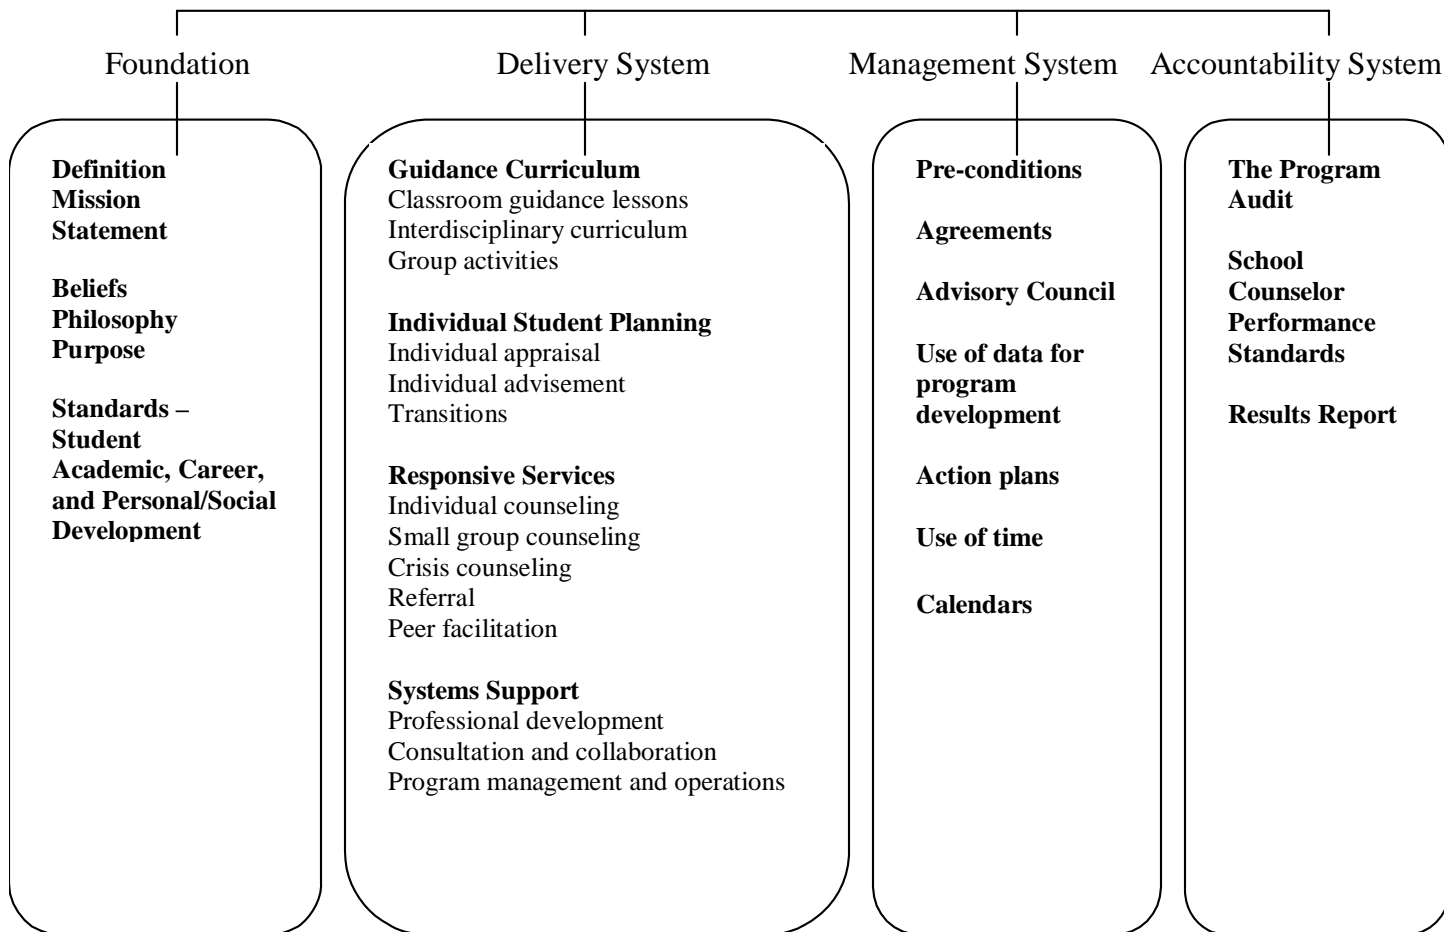 Foundation
Delivery System
Management System
Accountability System
Definition
Mission
Statement
Beliefs
Philosophy
Purpose
Standards –
Student
Academic, Career,
and Personal/Social
Development
Guidance Curriculum
Classroom guidance lessons
Interdisciplinary curriculum
Group activities
Individual Student Planning
Individual appraisal
Individual advisement
Transitions
Responsive Services
Individual counseling
Small group counseling
Crisis counseling
Referral
Peer facilitation
Systems Support
Professional development
Consultation and collaboration
Program management and operations
Pre-conditions
Agreements
Advisory Council
Use of data for
program
development
Action plans
Use of time
Calendars
The Program
Audit
School
Counselor
Performance
Standards
Results Report